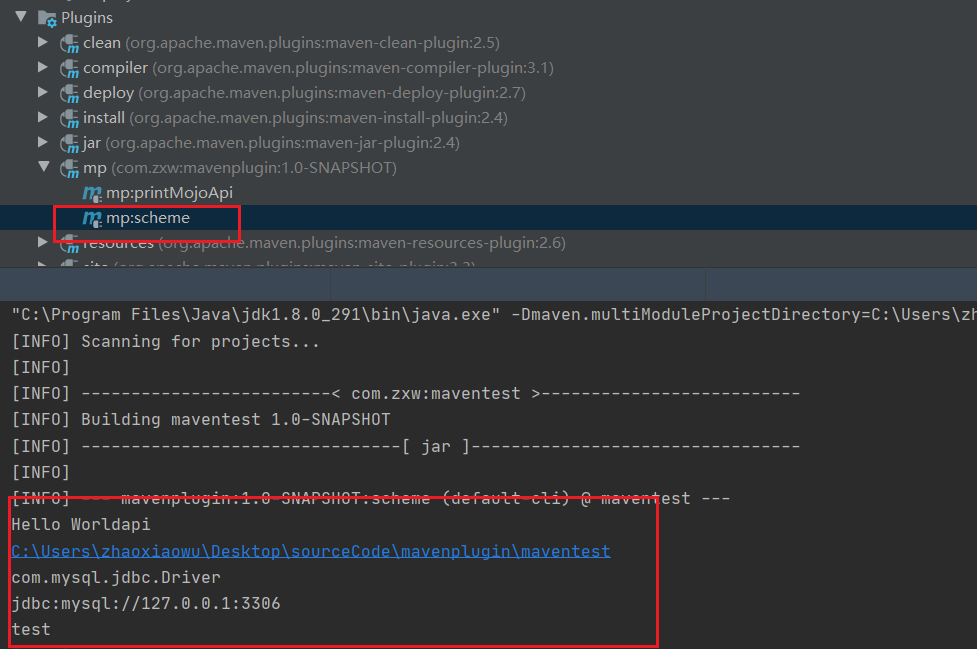 Plugins
clean (org.apache.maven.plugins:maven-clean-plugin:2.5)
compiler (org.apache.maven.plugins:maven-compiler-plugin:3.1)
deploy (org.apache.maven.plugins:maven-deploy-plugin:2.7)
install (org.apache.maven.plugins:maven-install-plugin:2.4)
jar (org.apache.maven.plugins:maven-jar-plugin:2.4)
mp (com.zxw:mavenplugin:1.0-SNAPSHOT)
mp:printMojoApi
mp:scheme
resources (org.apache.maven.plugins:maven-resources-plugin:2.6)
"C:\Program Files\Java\jdk1.8.0_291\bin\java.exe" -Dmaven.multiModuleProjectDirectory=C:\Users\zh
[INFO] Scanning for projects...
[INFO]
[INFO] --------------------------< com.zxw:maventest >--------------------------
[INFO] Building maventest 1.0-SNAPSHOT
[INFO] --------------------------------[ jar ]---------------------------------
[INFO]
[INFO] --- mavenplugin:1.0-SNAPSHOT:scheme (default-cli) @ maventest ---
Hello Worldapi
C:\Users\zhaoxiaowu\Desktop\sourceCode\mavenplugin\maventest
com.mysql.jdbc.Driver
jdbc:mysql://127.0.0.1:3306
test